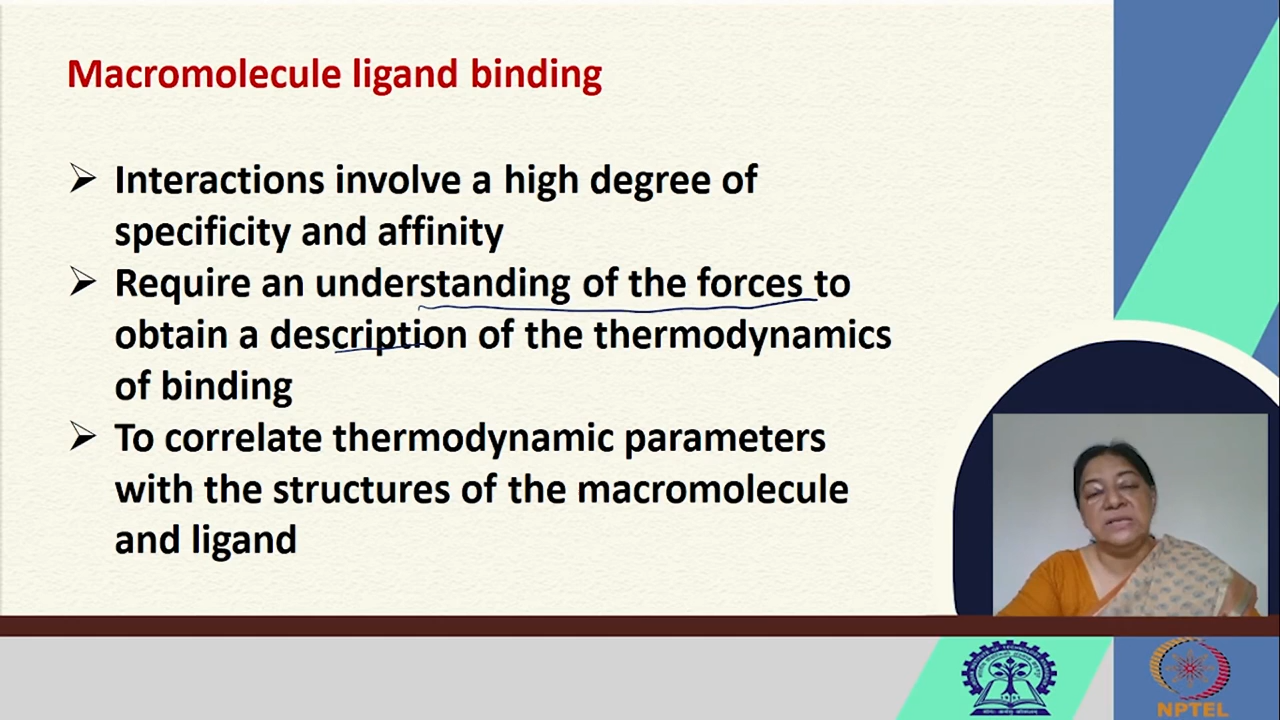 Macromolecule ligand binding
➢ Interactions involve a high degree of
specificity and affinity
➢ Require an understanding of the forces to
obtain a description of the thermodynamics
of binding
➢ To correlate thermodynamic parameters
with the structures of the macromolecule
and ligand
NPTEL